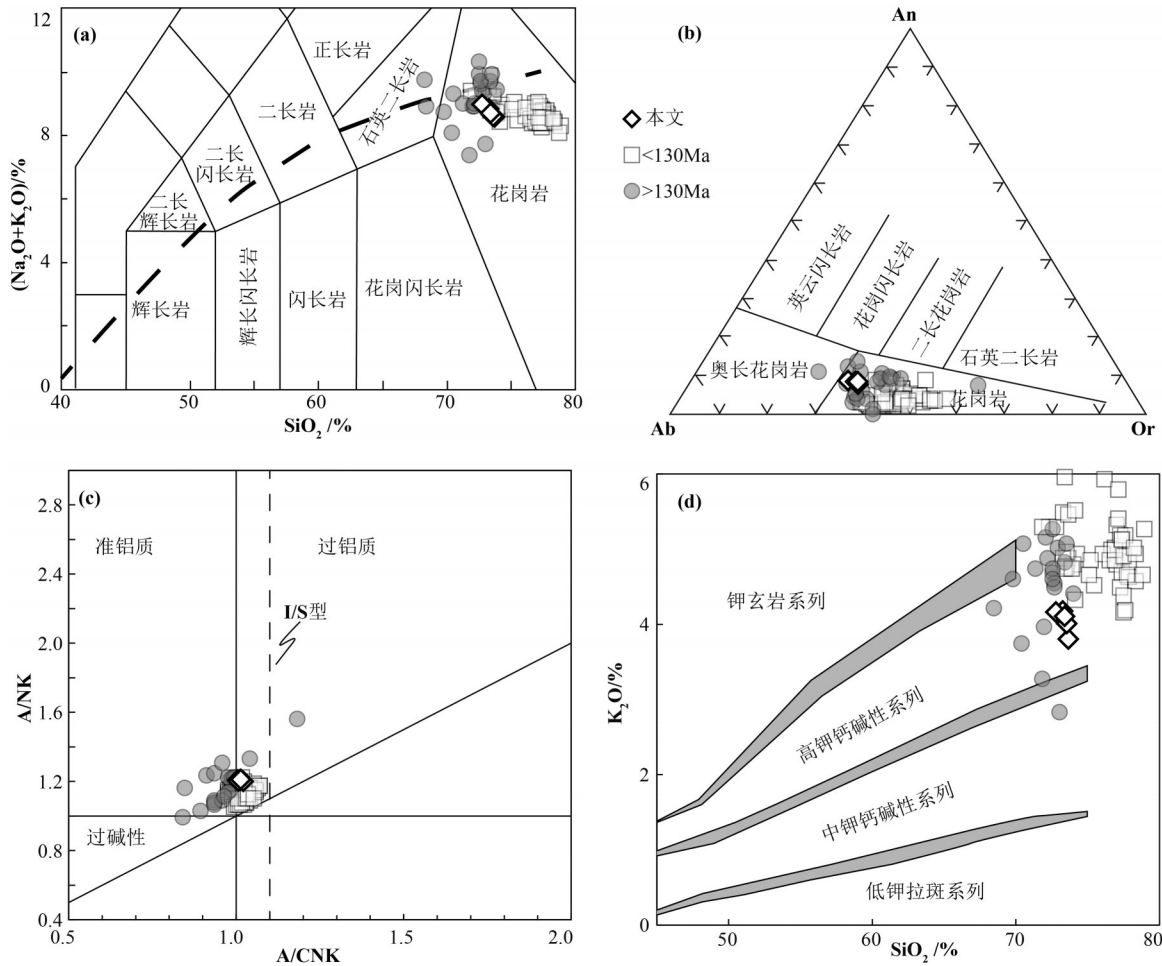 (a)
12
8
4
0
(Na₂O+K₂O)/%
40
50
60
70
80
SiO₂ /%
正长岩
二长岩
石英二长岩
二长
闪长岩
二长
辉长岩
辉长岩
辉长闪长岩
闪长岩
花岗闪长岩
花岗岩
(b)
An
本文
<130Ma
>130Ma
英云闪长岩
花岗闪长岩
二长花岗岩
石英二长岩
奥长花岗岩
花岗岩
Ab
Or
(c)
2.8
2.4
2.0
1.6
1.2
0.8
0.4
A/NK
准铝质
过铝质
I/S型
过碱性
0.5
1.0
1.5
2.0
A/CNK
(d)
6
4
2
0
K₂O/%
钾玄岩系列
高钾钙碱性系列
中钾钙碱性系列
低钾拉斑系列
50
60
70
80
SiO₂ /%